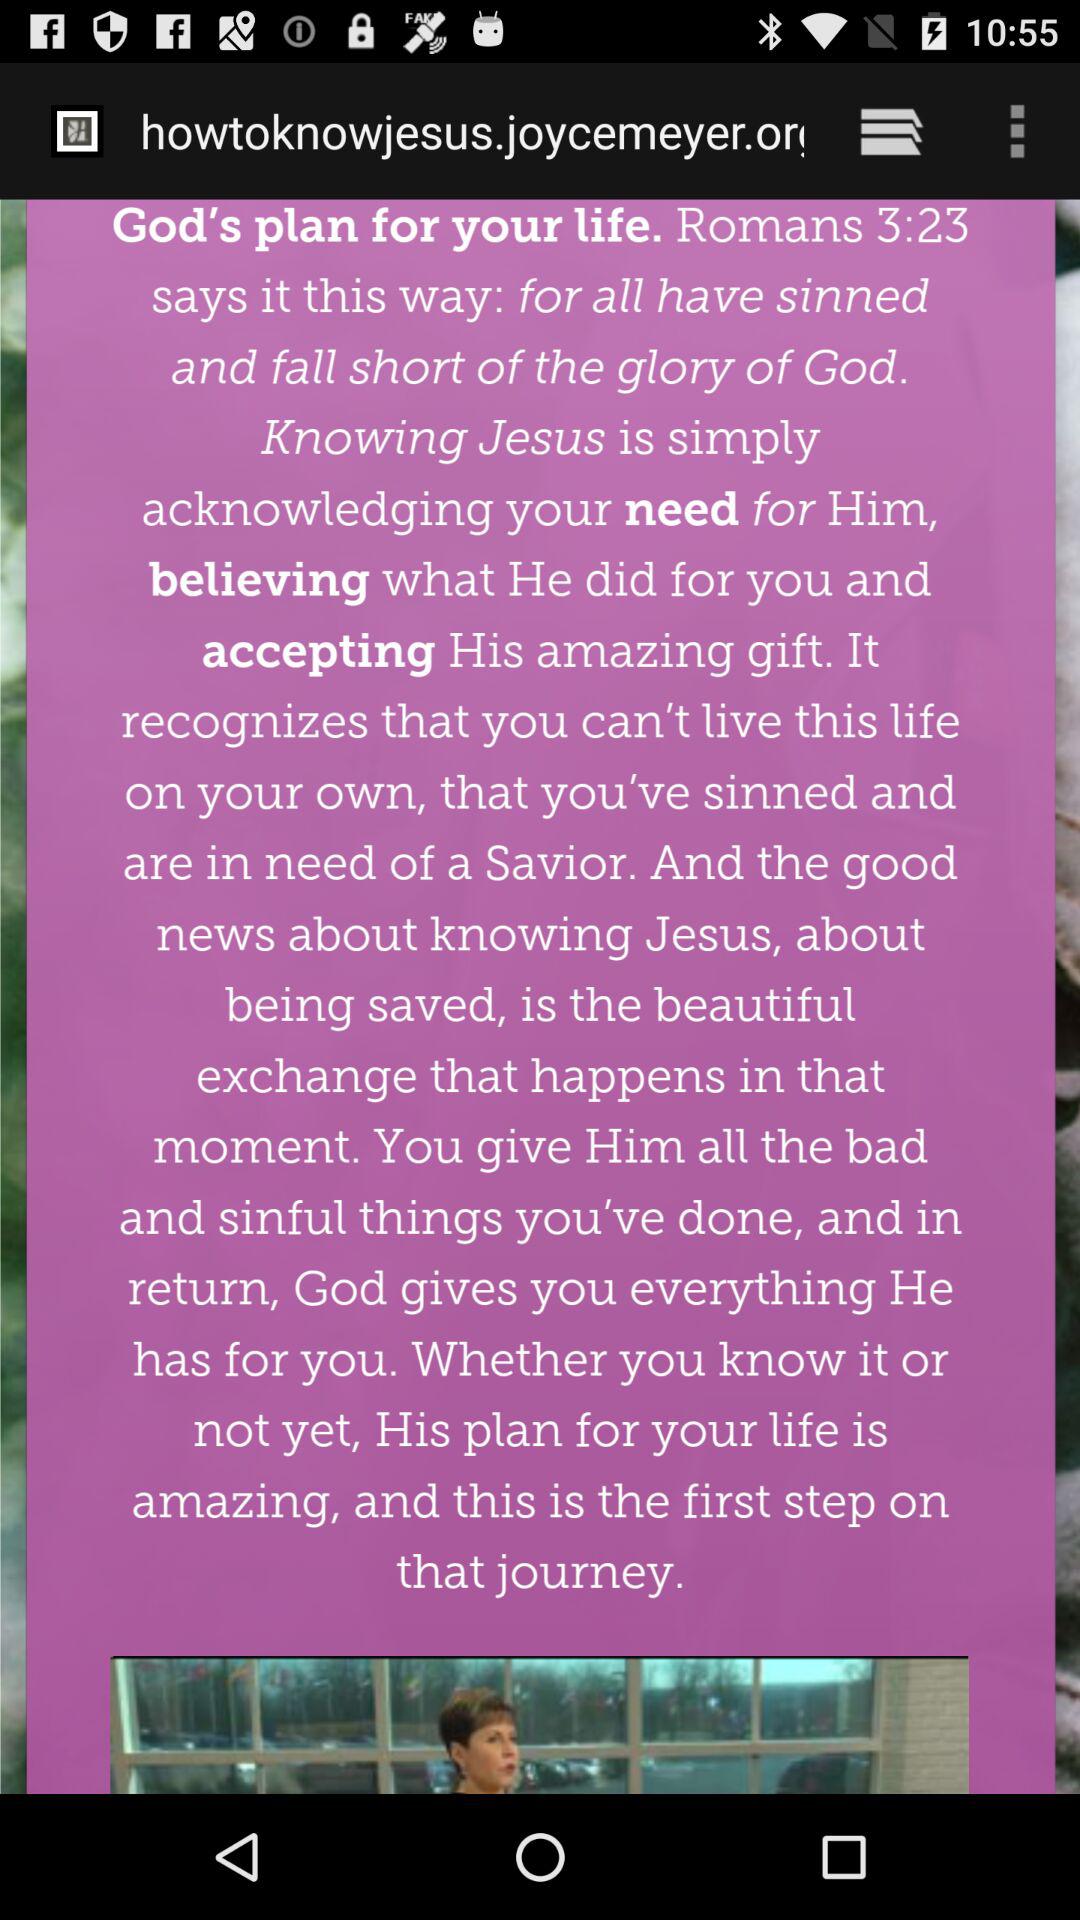 FAKE
10:55
howtoknowjesus.joycemeyer.org
God’s plan for your life. Romans 3:23
says it this way: for all have sinned
and fall short of the glory of God.
Knowing Jesus is simply
acknowledging your need for Him,
believing what He did for you and
accepting His amazing gift. It
recognizes that you can’t live this life
on your own, that you’ve sinned and
are in need of a Savior. And the good
news about knowing Jesus, about
being saved, is the beautiful
exchange that happens in that
moment. You give Him all the bad
and sinful things you’ve done, and in
return, God gives you everything He
has for you. Whether you know it or
not yet, His plan for your life is
amazing, and this is the first step on
that journey.